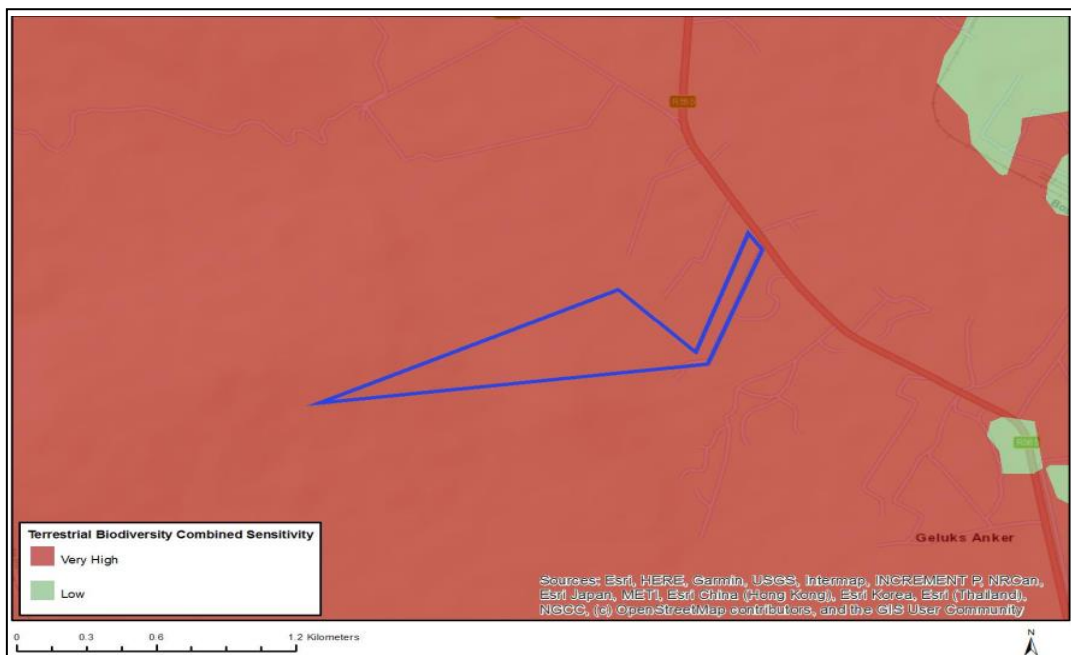 Terrestrial Biodiversity Combined Sensitivity
Very High
Low
Geluks Anker
Sources: Esri, HERE, Garmin, USGS, Intermap, INCREMENT P, NRCan,
Esri Japan, METI, Esri China (Hong Kong), Esri Korea, Esri (Thailand),
NGCC, (c) OpenStreetMap contributors, and the GIS User Community
0 0.3 0.6 1.2 Kilometers
N